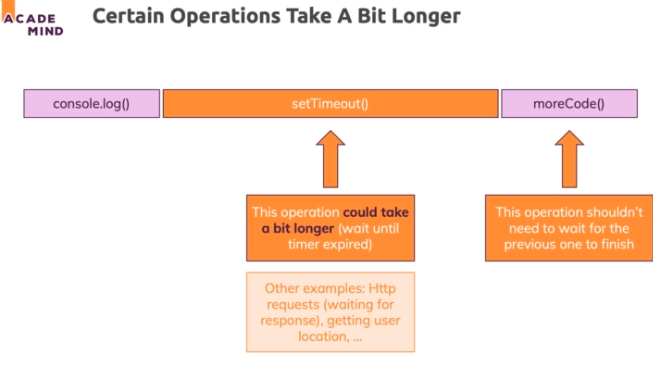 ACADE
MIND
Certain Operations Take A Bit Longer
console.log()
setTimeout()
moreCode()
This operation could take
a bit longer (wait until
timer expired)
This operation shouldn't
need to wait for the
previous one to finish
Other examples: Http
requests (waiting for
response), getting user
location, ...